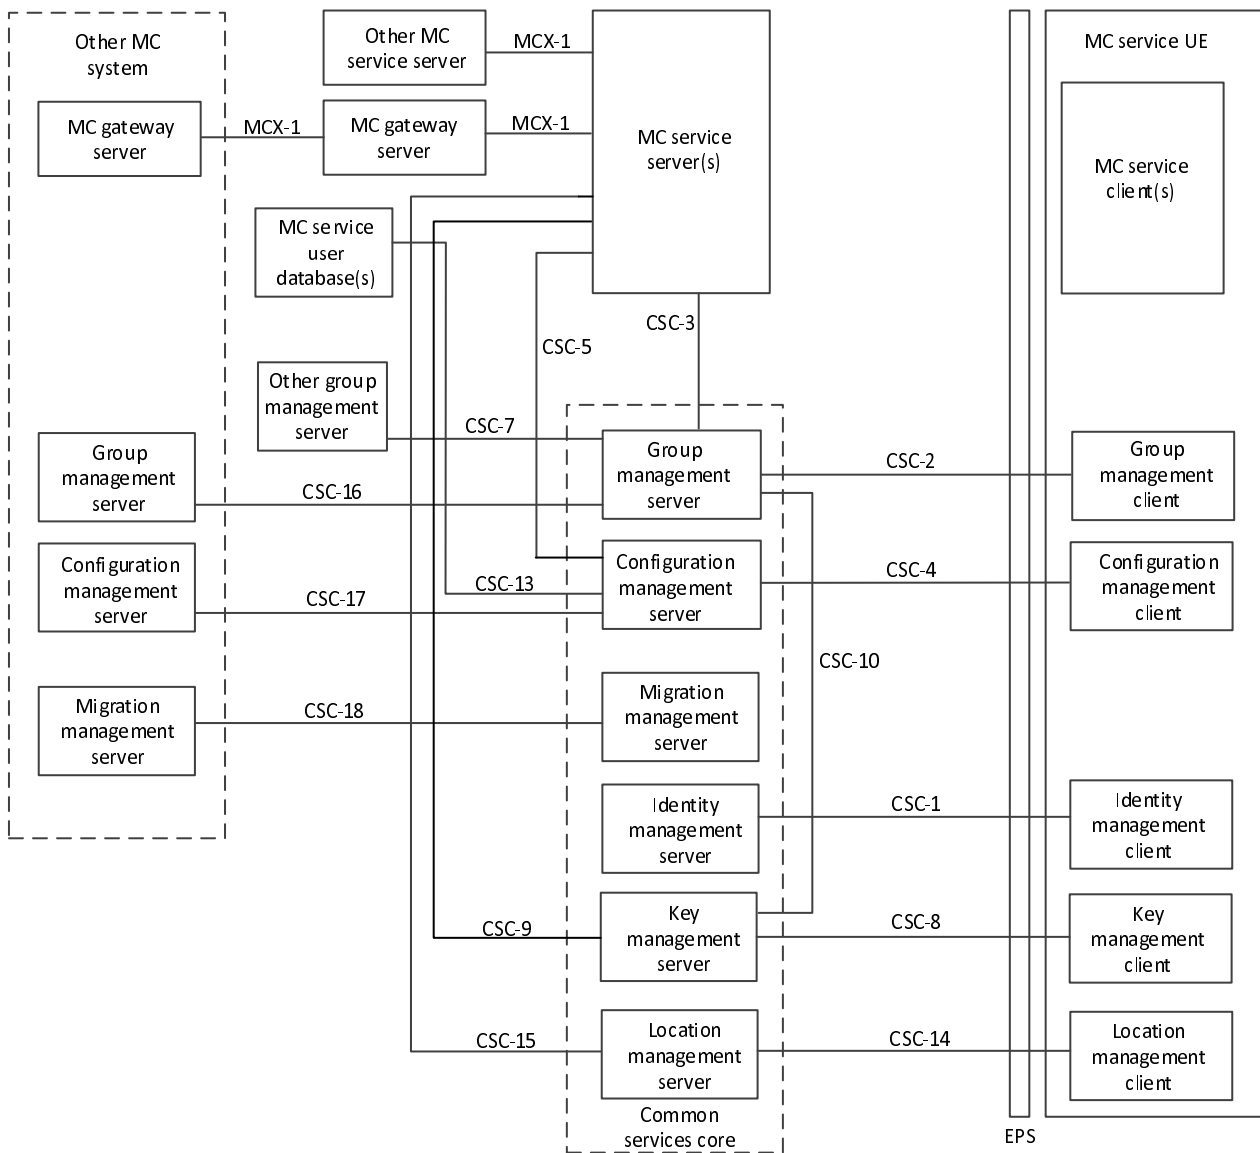 Other MC
system
Other MC
service server
MCX-1
MC service UE
MC gateway
server
MCX-1
MC gateway
server
MCX-1
MC service
server(s)
MC service
client(s)
MC service
user
database(s)
CSC-3
CSC-5
Other group
management
server
CSC-7
Group
management
server
CSC-16
Group
management
server
CSC-2
Group
management
client
Configuration
management
server
CSC-17
CSC-13
Configuration
management
server
CSC-4
Configuration
management
client
CSC-10
Migration
management
server
CSC-18
Migration
management
server
Identity
management
server
CSC-1
Identity
management
client
CSC-9
Key
management
server
CSC-8
Key
management
client
CSC-15
Location
management
server
CSC-14
Location
management
client
Common
services core
EPS